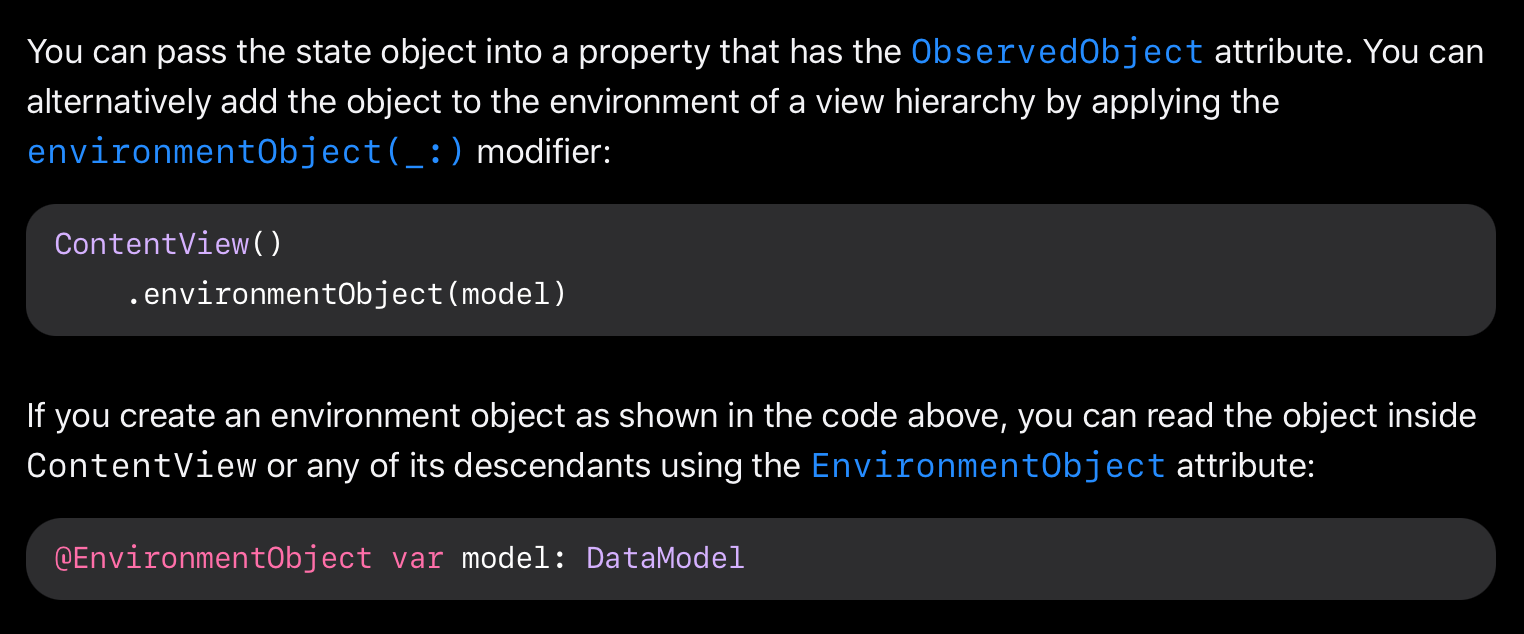 You can pass the state object into a property that has the ObservedObject attribute. You can
alternatively add the object to the environment of a view hierarchy by applying the
environmentObject(_:) modifier:
ContentView()
    .environmentObject(model)
If you create an environment object as shown in the code above, you can read the object inside
ContentView or any of its descendants using the EnvironmentObject attribute:
@EnvironmentObject var model: DataModel